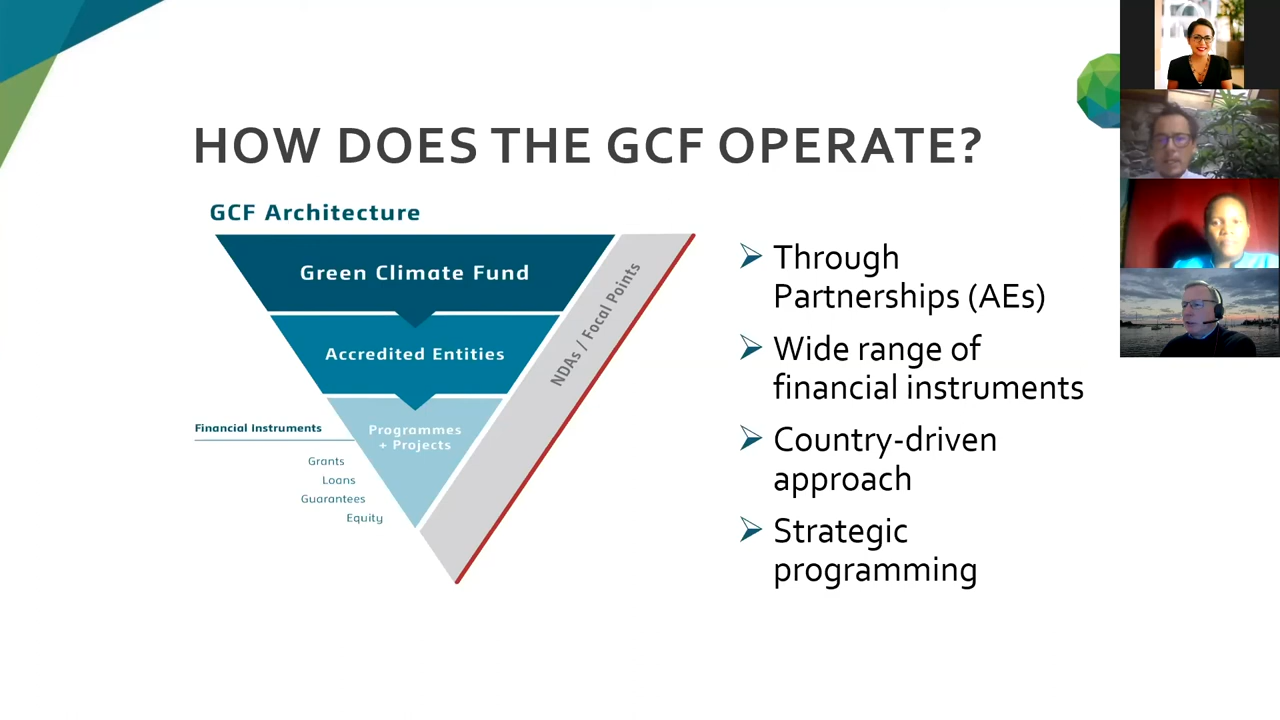 HOW DOES THE GCF OPERATE?
GCF Architecture
Green Climate Fund
Accredited Entities
Programmes
+ Projects
NDAs / Focal Points
Financial Instruments
Grants
Loans
Guarantees
Equity
Through
Partnerships (AEs)
Wide range of
financial instruments
Country-driven
approach
Strategic
programming